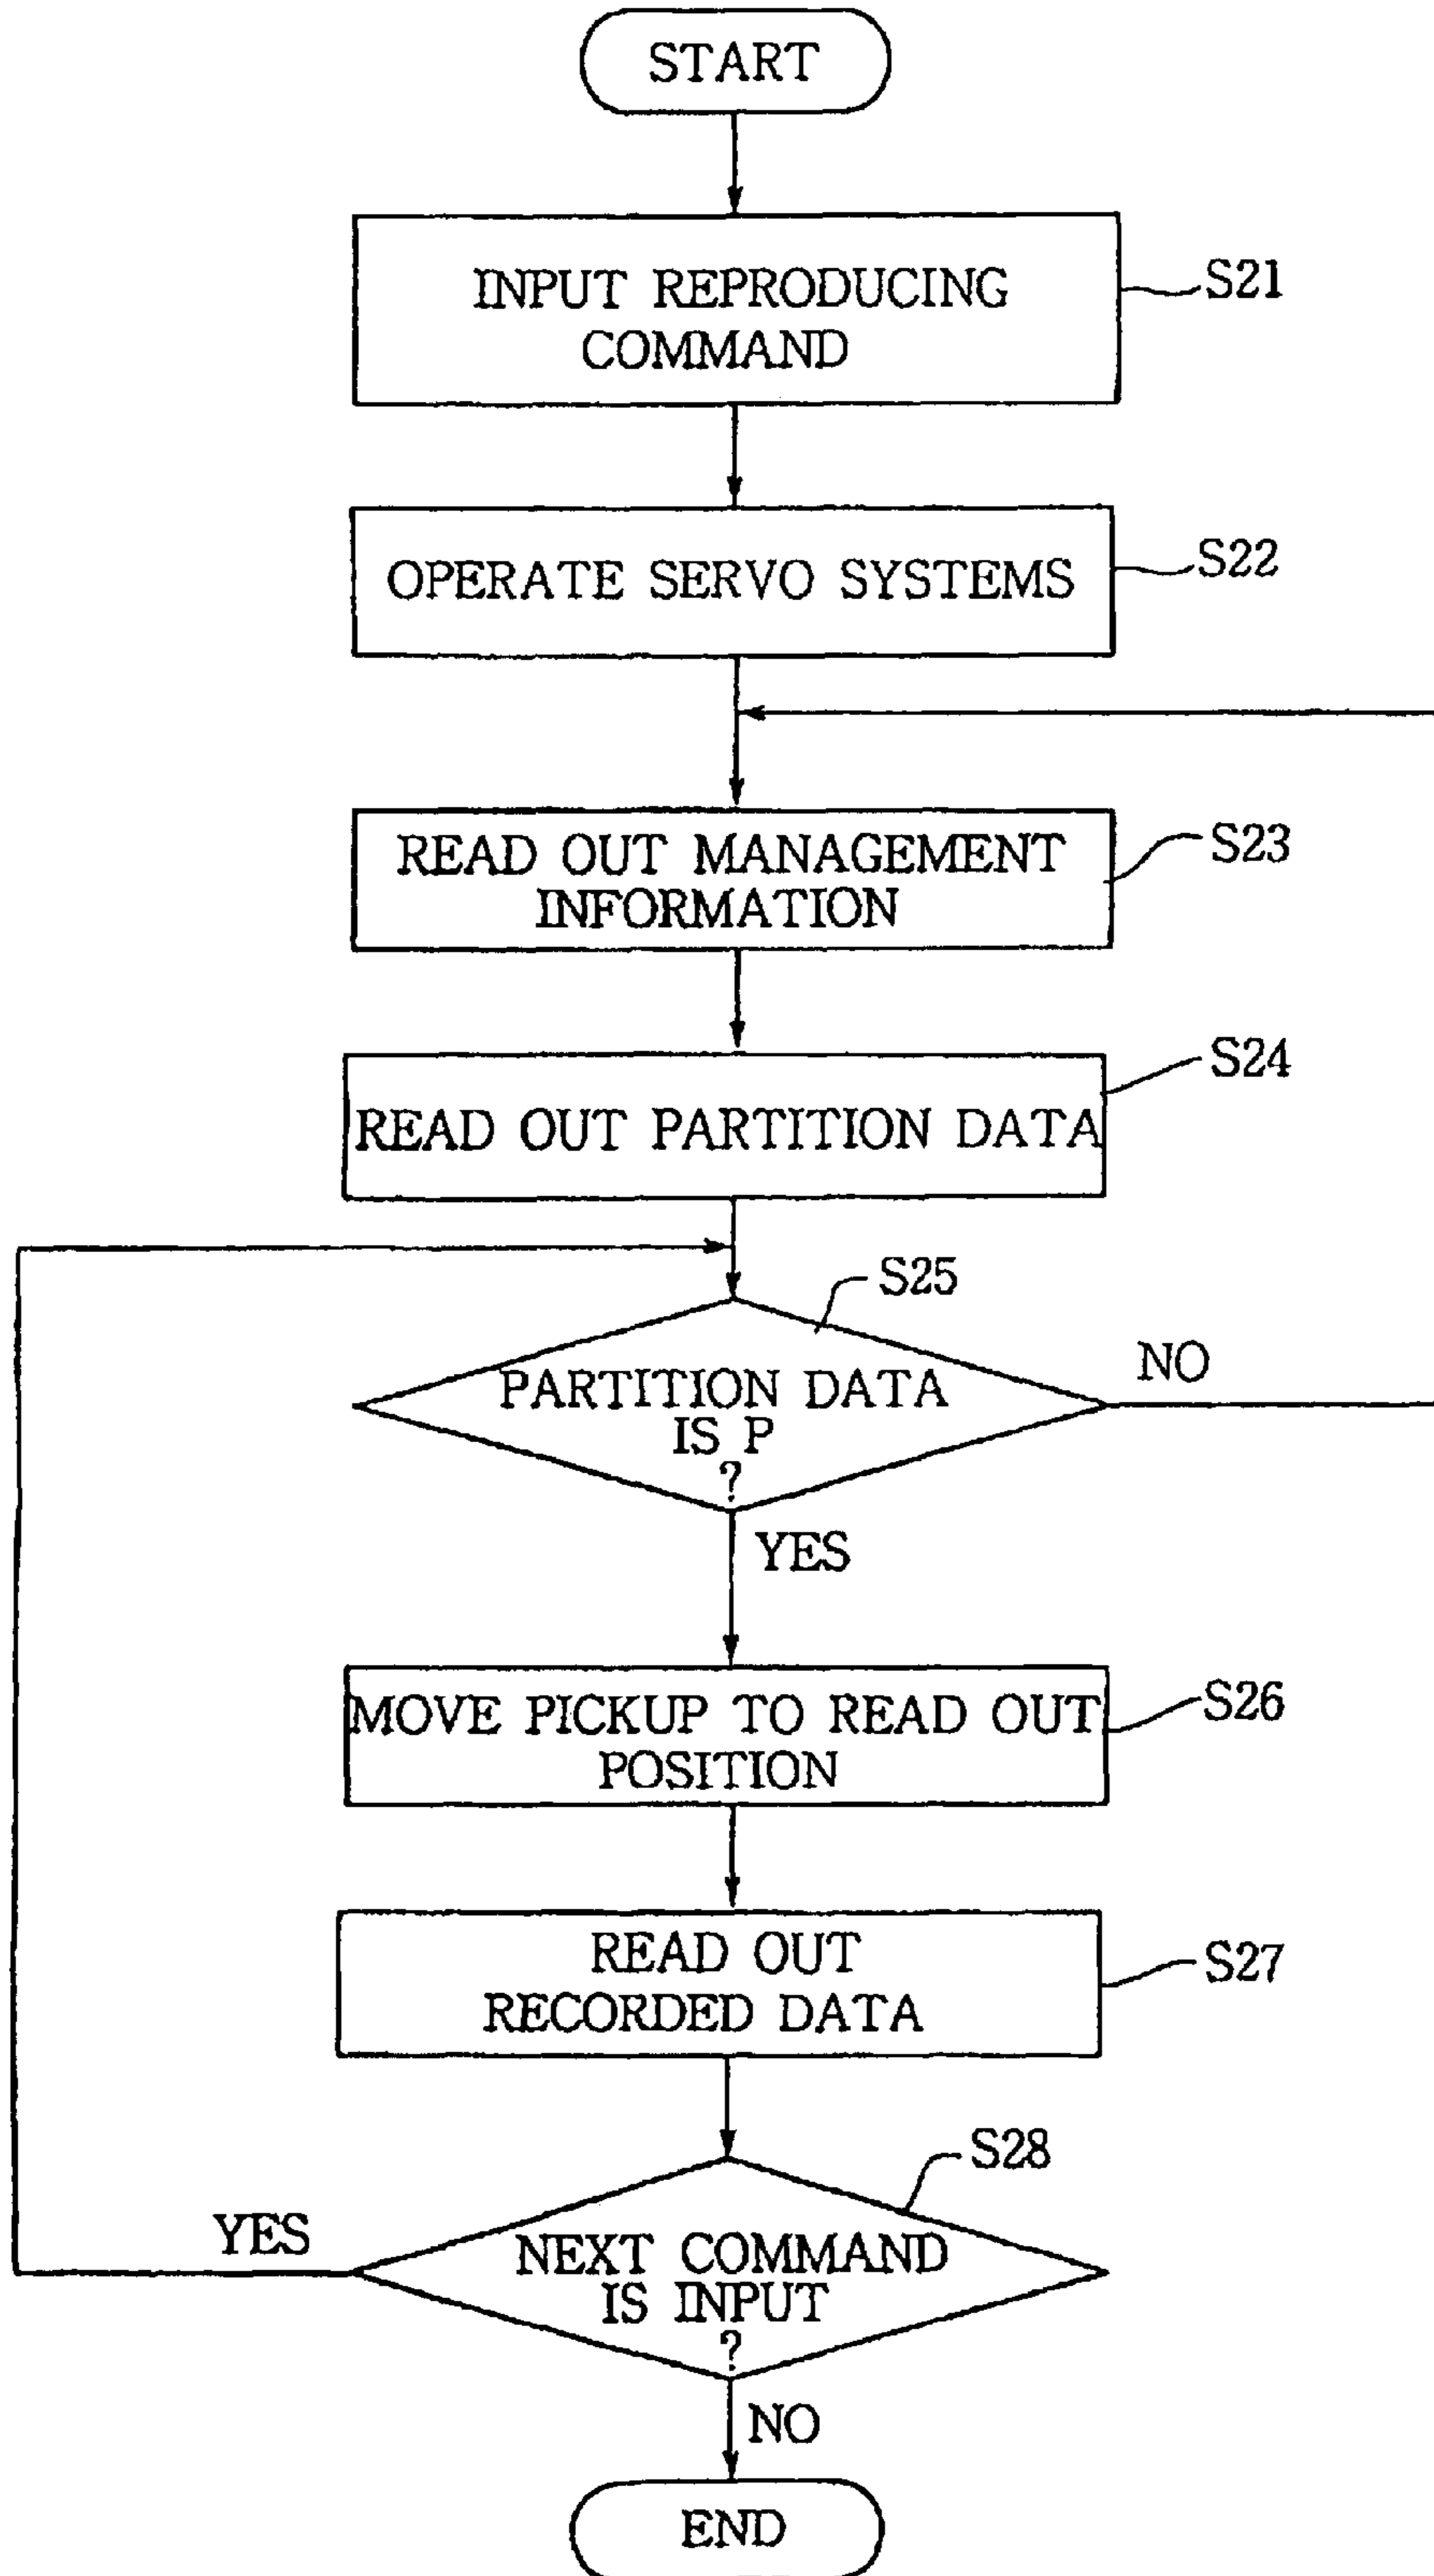 START
INPUT REPRODUCING
COMMAND
S21
OPERATE SERVO SYSTEMS
S22
READ OUT MANAGEMENT
INFORMATION
S23
READ OUT PARTITION DATA
S24
S25
PARTITION DATA
IS P
?
NO
YES
MOVE PICKUP TO READ OUT
POSITION
S26
READ OUT
RECORDED DATA
S27
S28
YES
NEXT COMMAND
IS INPUT
?
NO
END